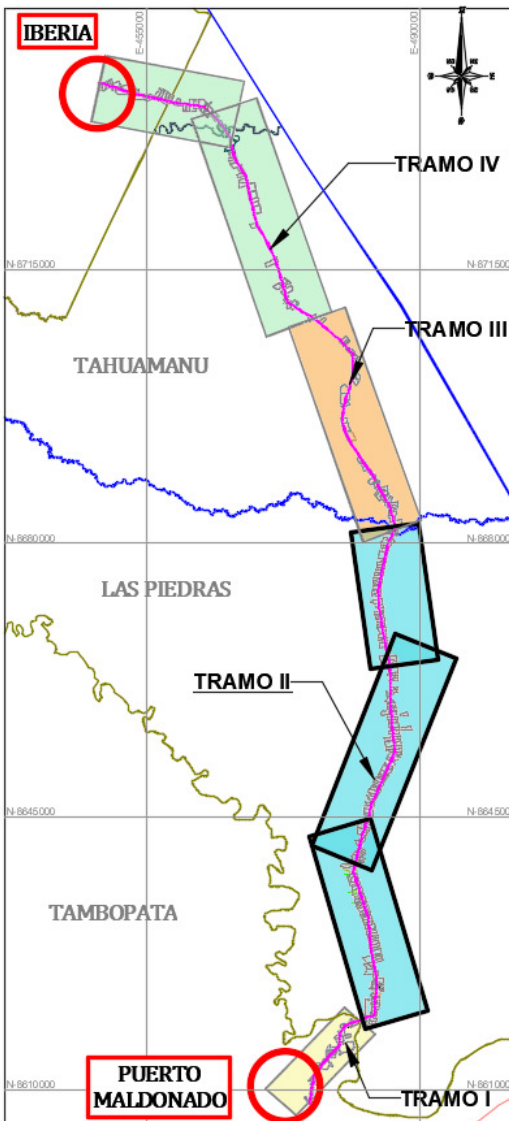 E-455000
E-490000
IBERIA
TRAMO IV
N-8715000
N-8715000
TRAMO III
TAHUAMANU
N-8680000
N-8680000
LAS PIEDRAS
TRAMO II
N-8645000
N-8645000
TAMBOPATA
PUERTO
MALDONADO
N-8610000
N-8610000
TRAMO I